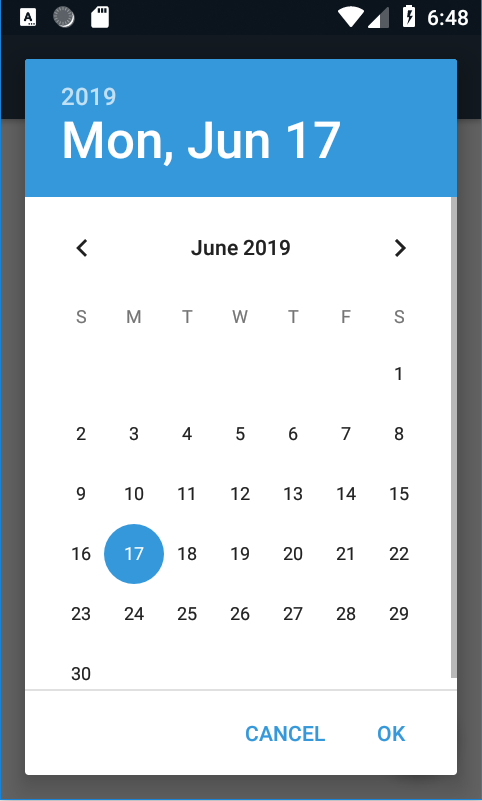 A
6:48
2019
Mon, Jun 17
June 2019
S M T W T F S
1
2 3 4 5 6 7 8
9 10 11 12 13 14 15
16 17 18 19 20 21 22
23 24 25 26 27 28 29
30
CANCEL OK